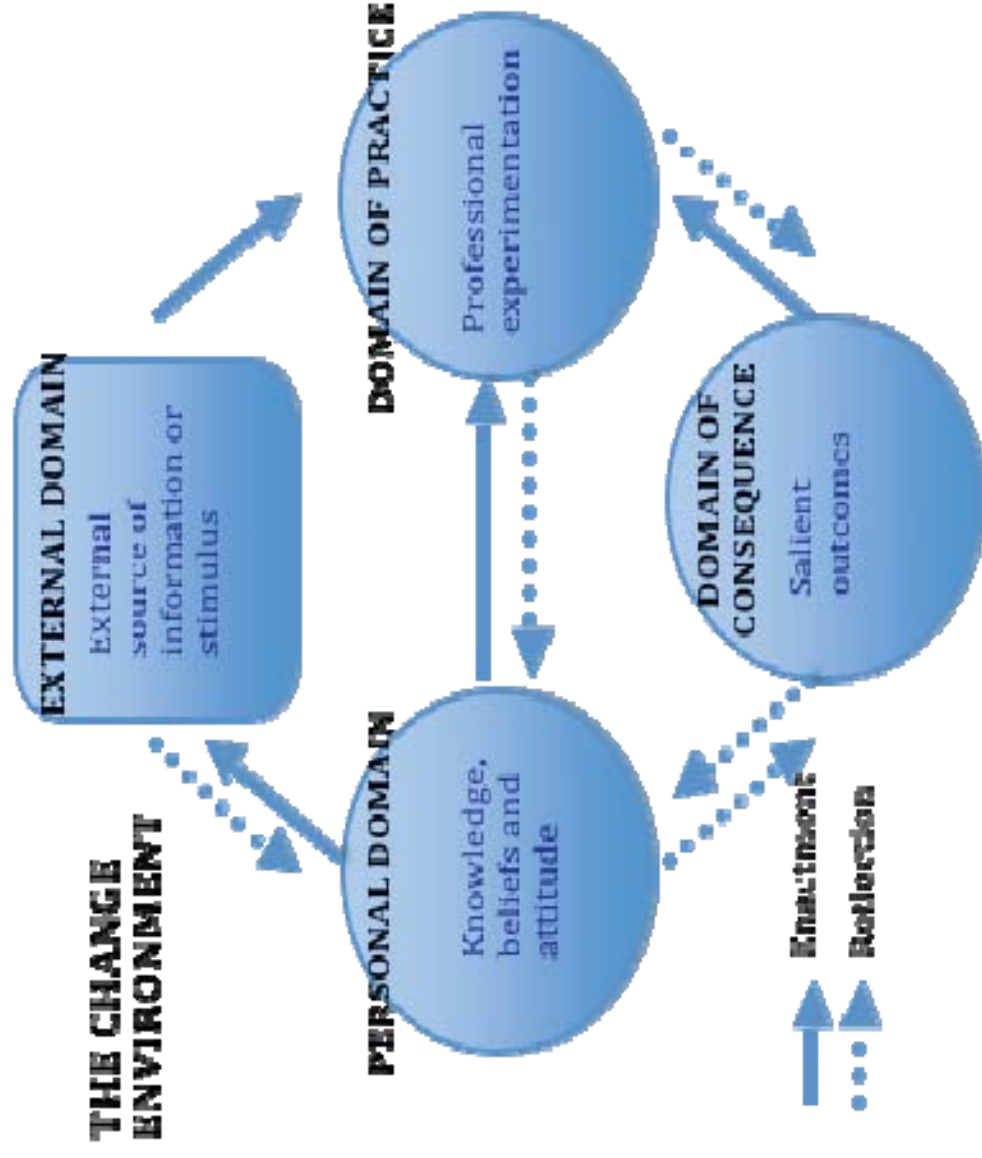 THE CHANGE
ENVIRONMENT
EXTERNAL DOMAIN
External
source of
information or
stimulus
PERSONAL DOMAIN
Knowledge,
beliefs and
attitude
DOMAIN OF PRACTICE
Professional
experimentation
DOMAIN OF
CONSEQUENCE
Salient
outcomes
Enactment
Reflection